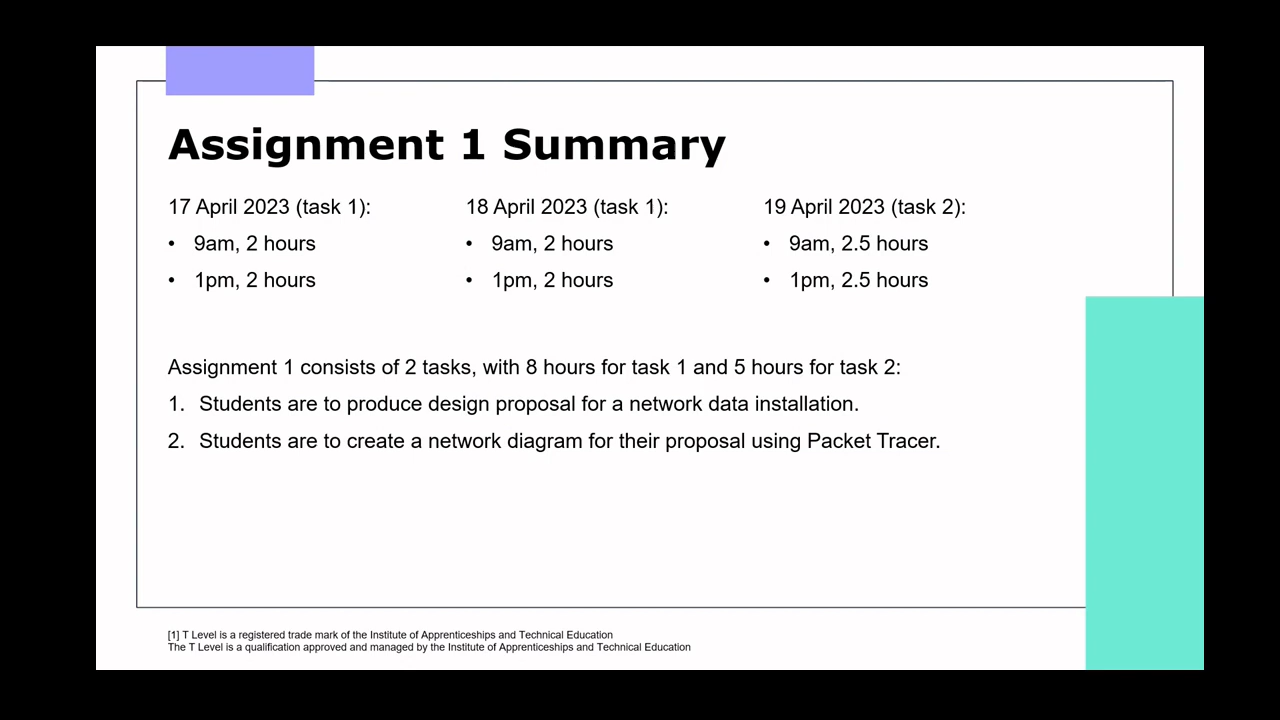 Assignment 1 Summary
17 April 2023 (task 1):
• 9am, 2 hours
• 1pm, 2 hours
18 April 2023 (task 1):
• 9am, 2 hours
• 1pm, 2 hours
19 April 2023 (task 2):
• 9am, 2.5 hours
• 1pm, 2.5 hours
Assignment 1 consists of 2 tasks, with 8 hours for task 1 and 5 hours for task 2:
1. Students are to produce design proposal for a network data installation.
2. Students are to create a network diagram for their proposal using Packet Tracer.
[1] T Level is a registered trade mark of the Institute of Apprenticeships and Technical Education
The T Level is a qualification approved and managed by the Institute of Apprenticeships and Technical Education